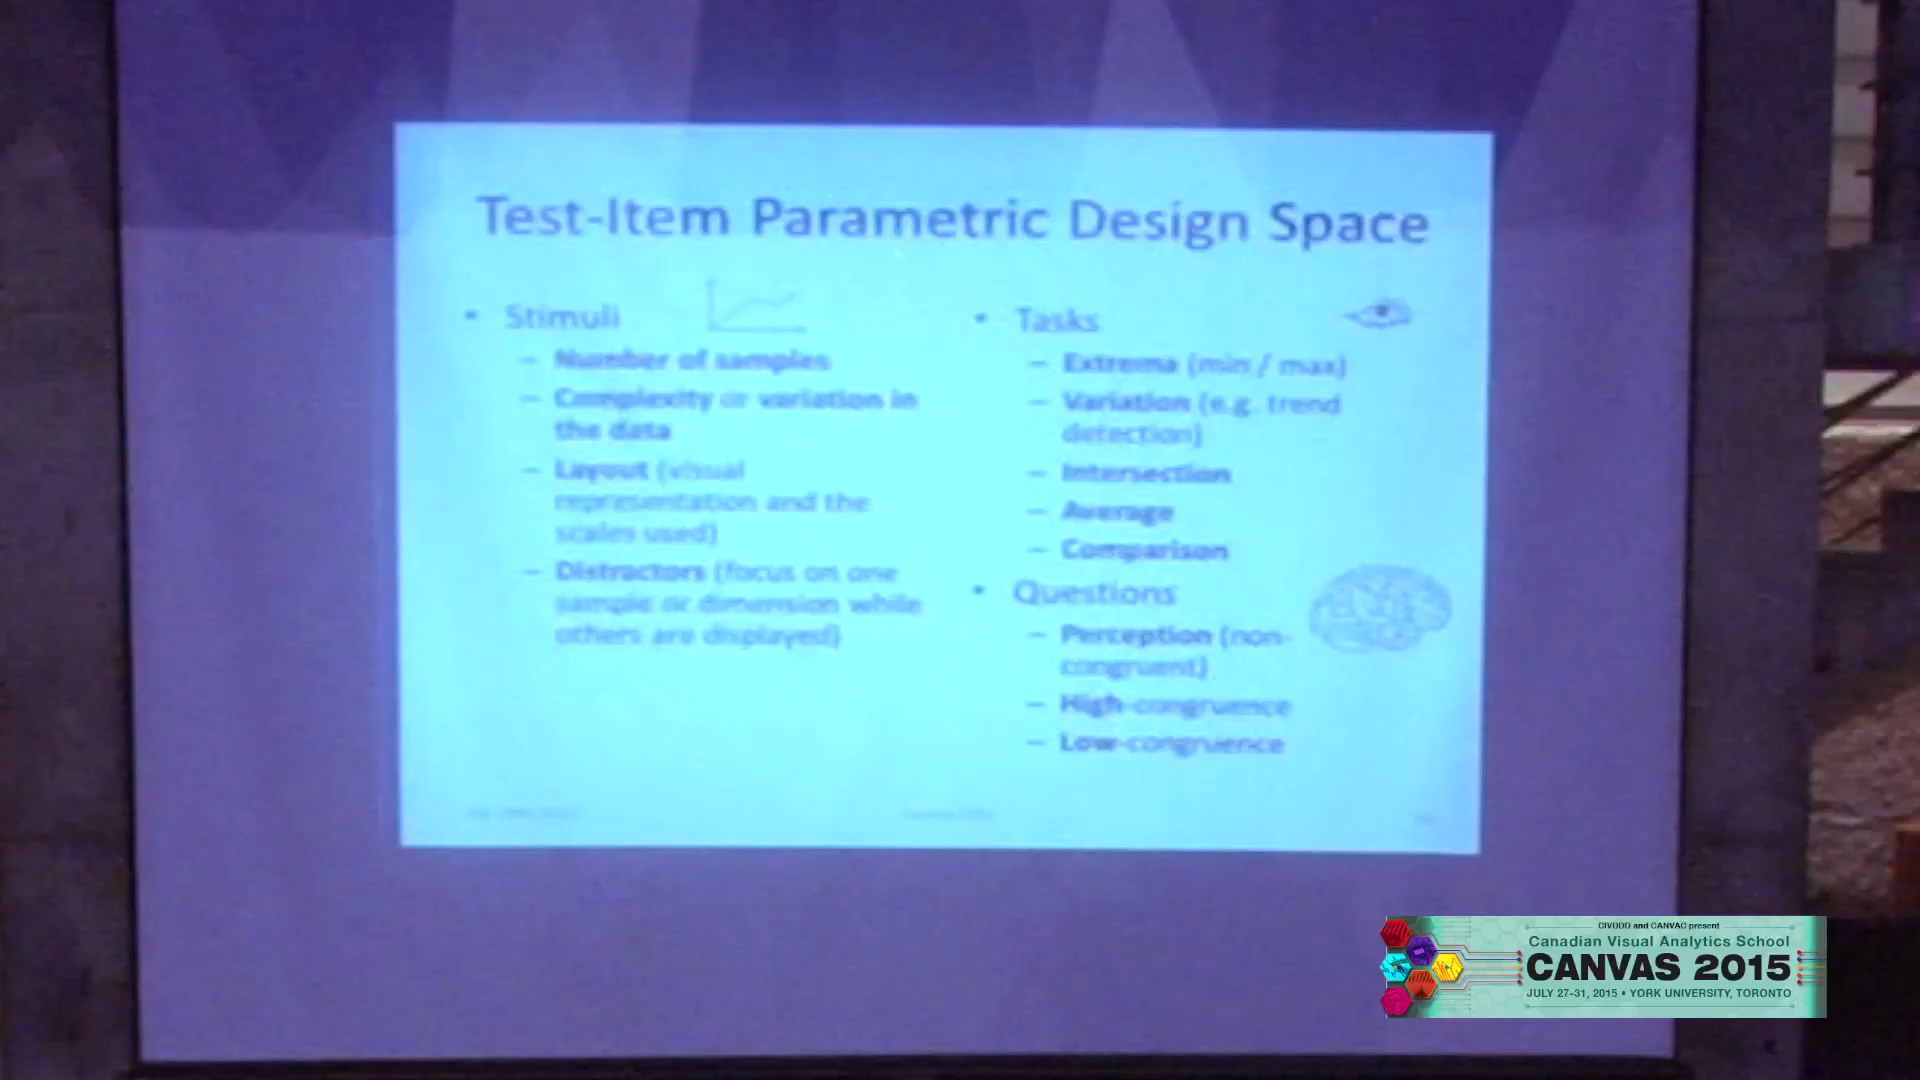 Test-Item Parametric Design Space
• Stimuli
– Number of samples
– Complexity or variation in
the data
– Layout (visual
representation and the
scales used)
– Distractors (focus on one
sample or dimension while
others are displayed)
• Tasks
– Extrema (min / max)
– Variation (e.g. trend
detection)
– Intersection
– Average
– Comparison
• Questions
– Perception (non-
congruent)
– High-congruence
– Low-congruence
CIVDDD and CANVAC present
Canadian Visual Analytics School
CANVAS 2015
JULY 27-31, 2015 • YORK UNIVERSITY, TORONTO